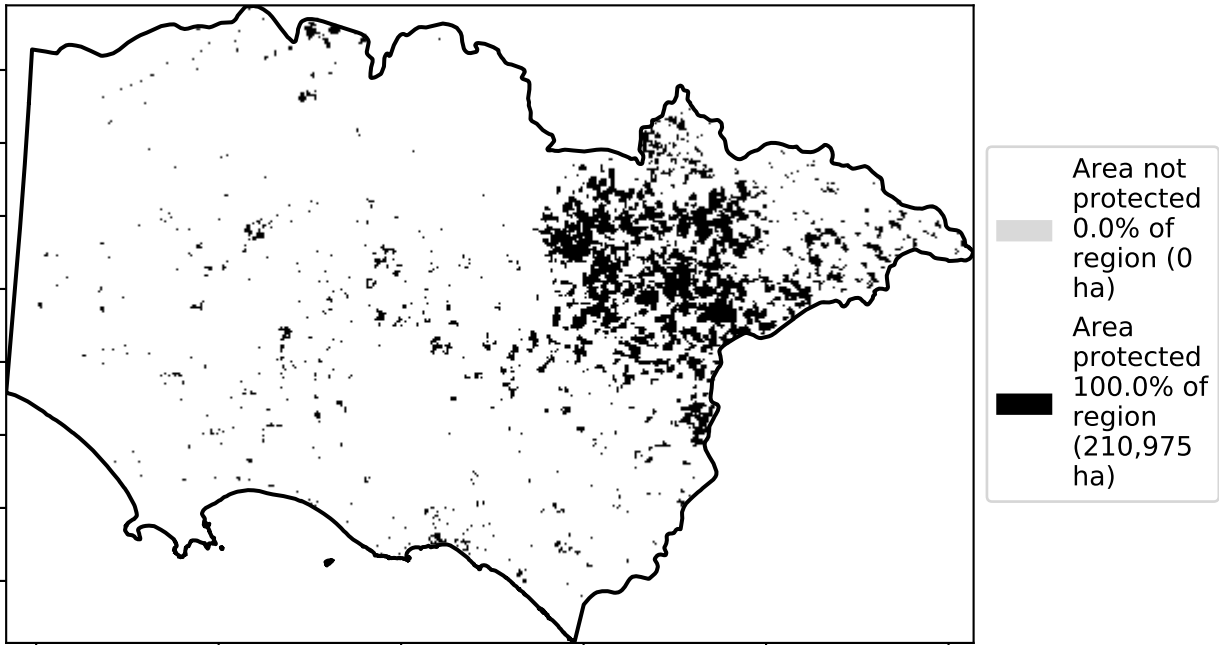 Area not
protected
0.0% of
region (0
ha)
Area
protected
100.0% of
region
(210,975
ha)